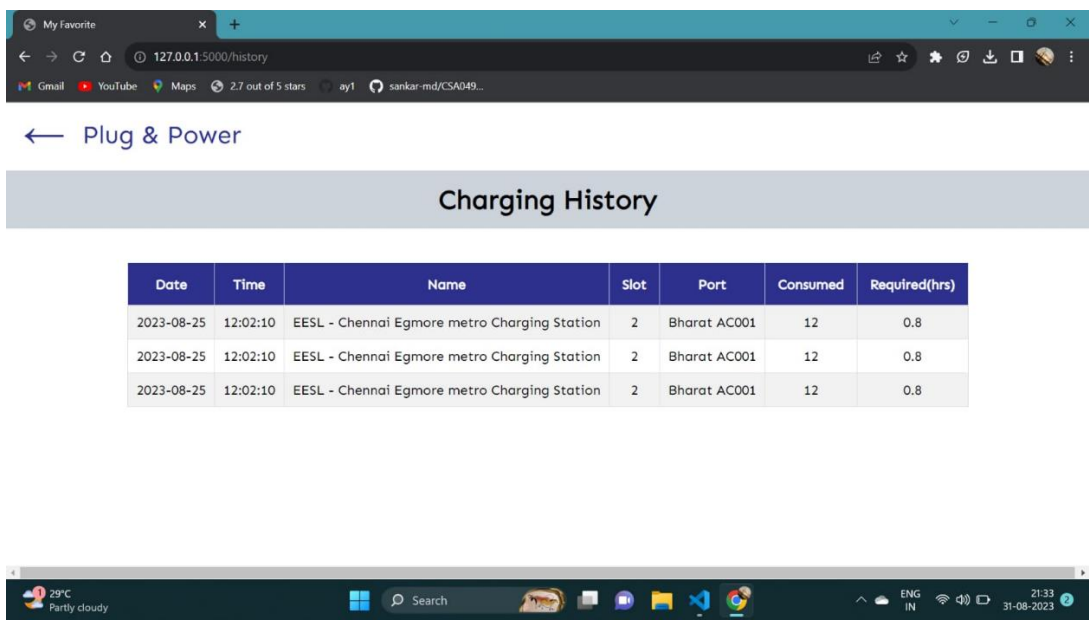 My Favorite
127.0.0.1:5000/history
Gmail YouTube Maps 2.7 out of 5 stars ay1 sankar-md/CSA049...
Plug & Power
Charging History
Date Time Name Slot Port Consumed Required(hrs)
2023-08-25 12:02:10 EESL - Chennai Egmore metro Charging Station 2 Bharat AC001 12 0.8
2023-08-25 12:02:10 EESL - Chennai Egmore metro Charging Station 2 Bharat AC001 12 0.8
2023-08-25 12:02:10 EESL - Chennai Egmore metro Charging Station 2 Bharat AC001 12 0.8
1 29°C
Partly cloudy
Search
ENG
IN
21:33
31-08-2023
2